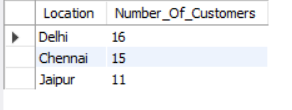 Location Number_Of_Customers
Delhi 16
Chennai 15
Jaipur 11